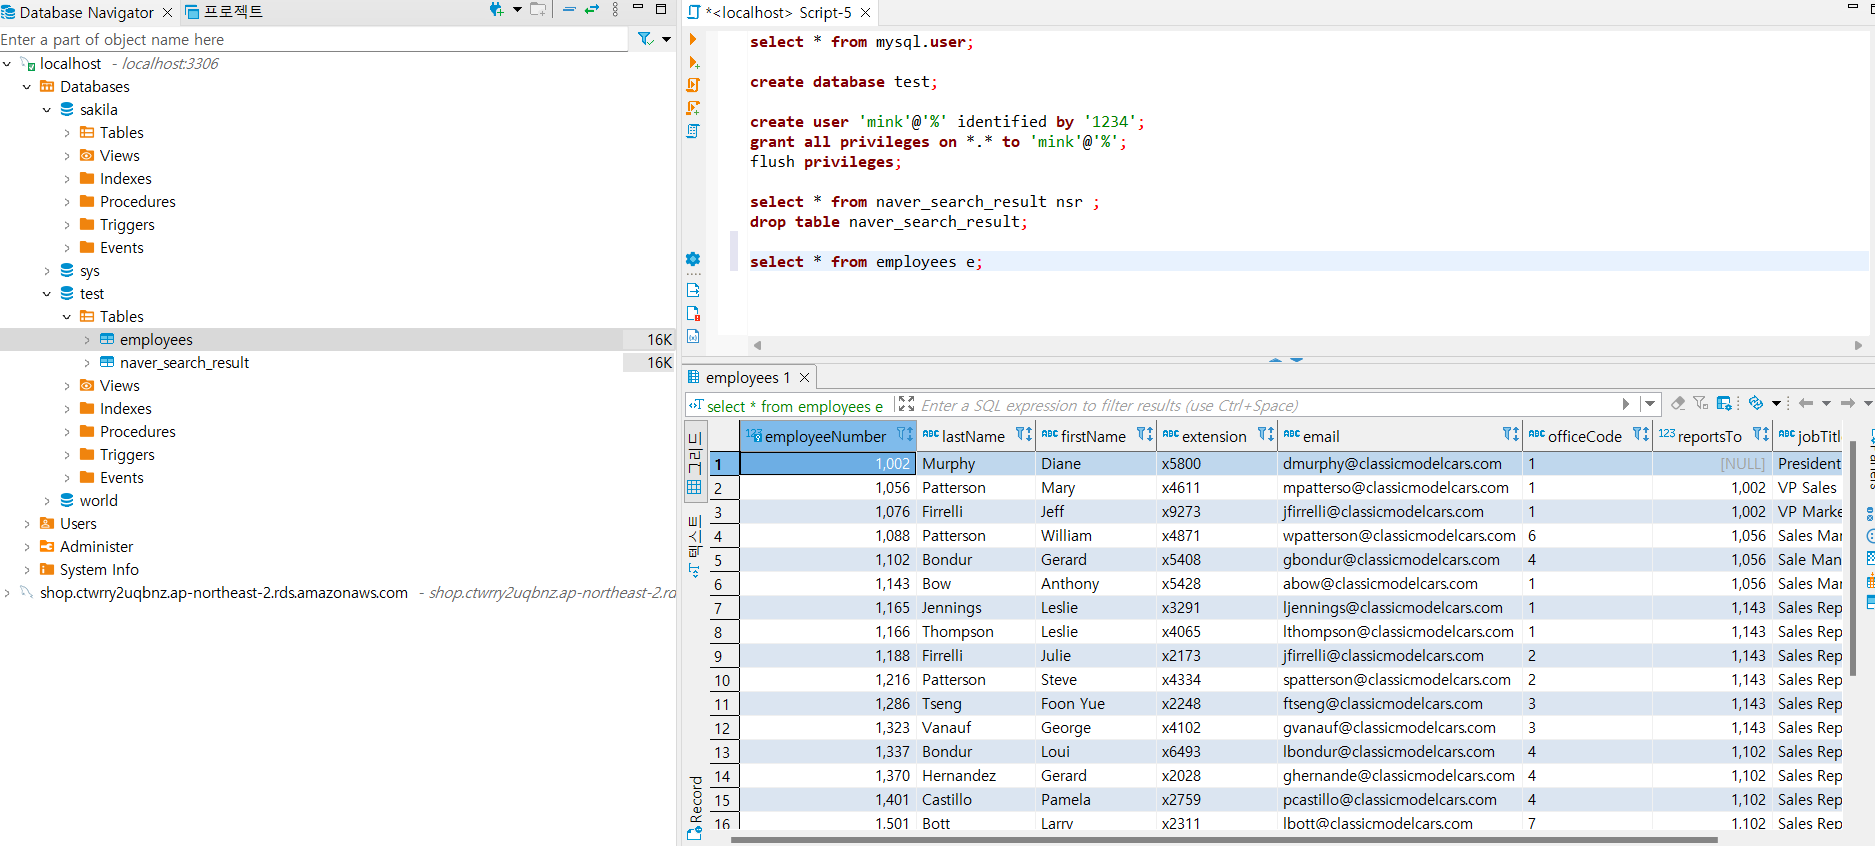 Database Navigator 프로젝트
Enter a part of object name here
localhost - localhost:3306
Databases
sakila
Tables
Views
Indexes
Procedures
Triggers
Events
sys
test
Tables
employees 16K
naver_search_result 16K
Views
Indexes
Procedures
Triggers
Events
world
Users
Administer
System Info
shop.ctwrry2uqbnz.ap-northeast-2.rds.amazonaws.com - shop.ctwrry2uqbnz.ap-northeast-2.rd
*<localhost> Script-5
select * from mysql.user;
create database test;
create user 'mink'@'%' identified by '1234';
grant all privileges on *.* to 'mink'@'%';
flush privileges;
select * from naver_search_result nsr ;
drop table naver_search_result;
select * from employees e;
employees 1
select * from employees e Enter a SQL expression to filter results (use Ctrl+Space)
그리드
텍스트
Record
123 employeeNumber ABC lastName ABC firstName ABC extension ABC email ABC officeCode 123 reportsTo ABC jobTitl
1 1,002 Murphy Diane x5800 dmurphy@classicmodelcars.com 1 [NULL] President
2 1,056 Patterson Mary x4611 mpatterso@classicmodelcars.com 1 1,002 VP Sales
3 1,076 Firrelli Jeff x9273 jfirrelli@classicmodelcars.com 1 1,002 VP Marke
4 1,088 Patterson William x4871 wpatterson@classicmodelcars.com 6 1,056 Sales Mar
5 1,102 Bondur Gerard x5408 gbondur@classicmodelcars.com 4 1,056 Sale Man
6 1,143 Bow Anthony x5428 abow@classicmodelcars.com 1 1,056 Sales Mar
7 1,165 Jennings Leslie x3291 ljennings@classicmodelcars.com 1 1,143 Sales Rep
8 1,166 Thompson Leslie x4065 lthompson@classicmodelcars.com 1 1,143 Sales Rep
9 1,188 Firrelli Julie x2173 jfirrelli@classicmodelcars.com 2 1,143 Sales Rep
10 1,216 Patterson Steve x4334 spatterson@classicmodelcars.com 2 1,143 Sales Rep
11 1,286 Tseng Foon Yue x2248 ftseng@classicmodelcars.com 3 1,143 Sales Rep
12 1,323 Vanauf George x4102 gvanauf@classicmodelcars.com 3 1,143 Sales Rep
13 1,337 Bondur Loui x6493 lbondur@classicmodelcars.com 4 1,102 Sales Rep
14 1,370 Hernandez Gerard x2028 ghernande@classicmodelcars.com 4 1,102 Sales Rep
15 1,401 Castillo Pamela x2759 pcastillo@classicmodelcars.com 4 1,102 Sales Rep
16 1,501 Bott Larry x2311 lbott@classicmodelcars.com 7 1,102 Sales Rep